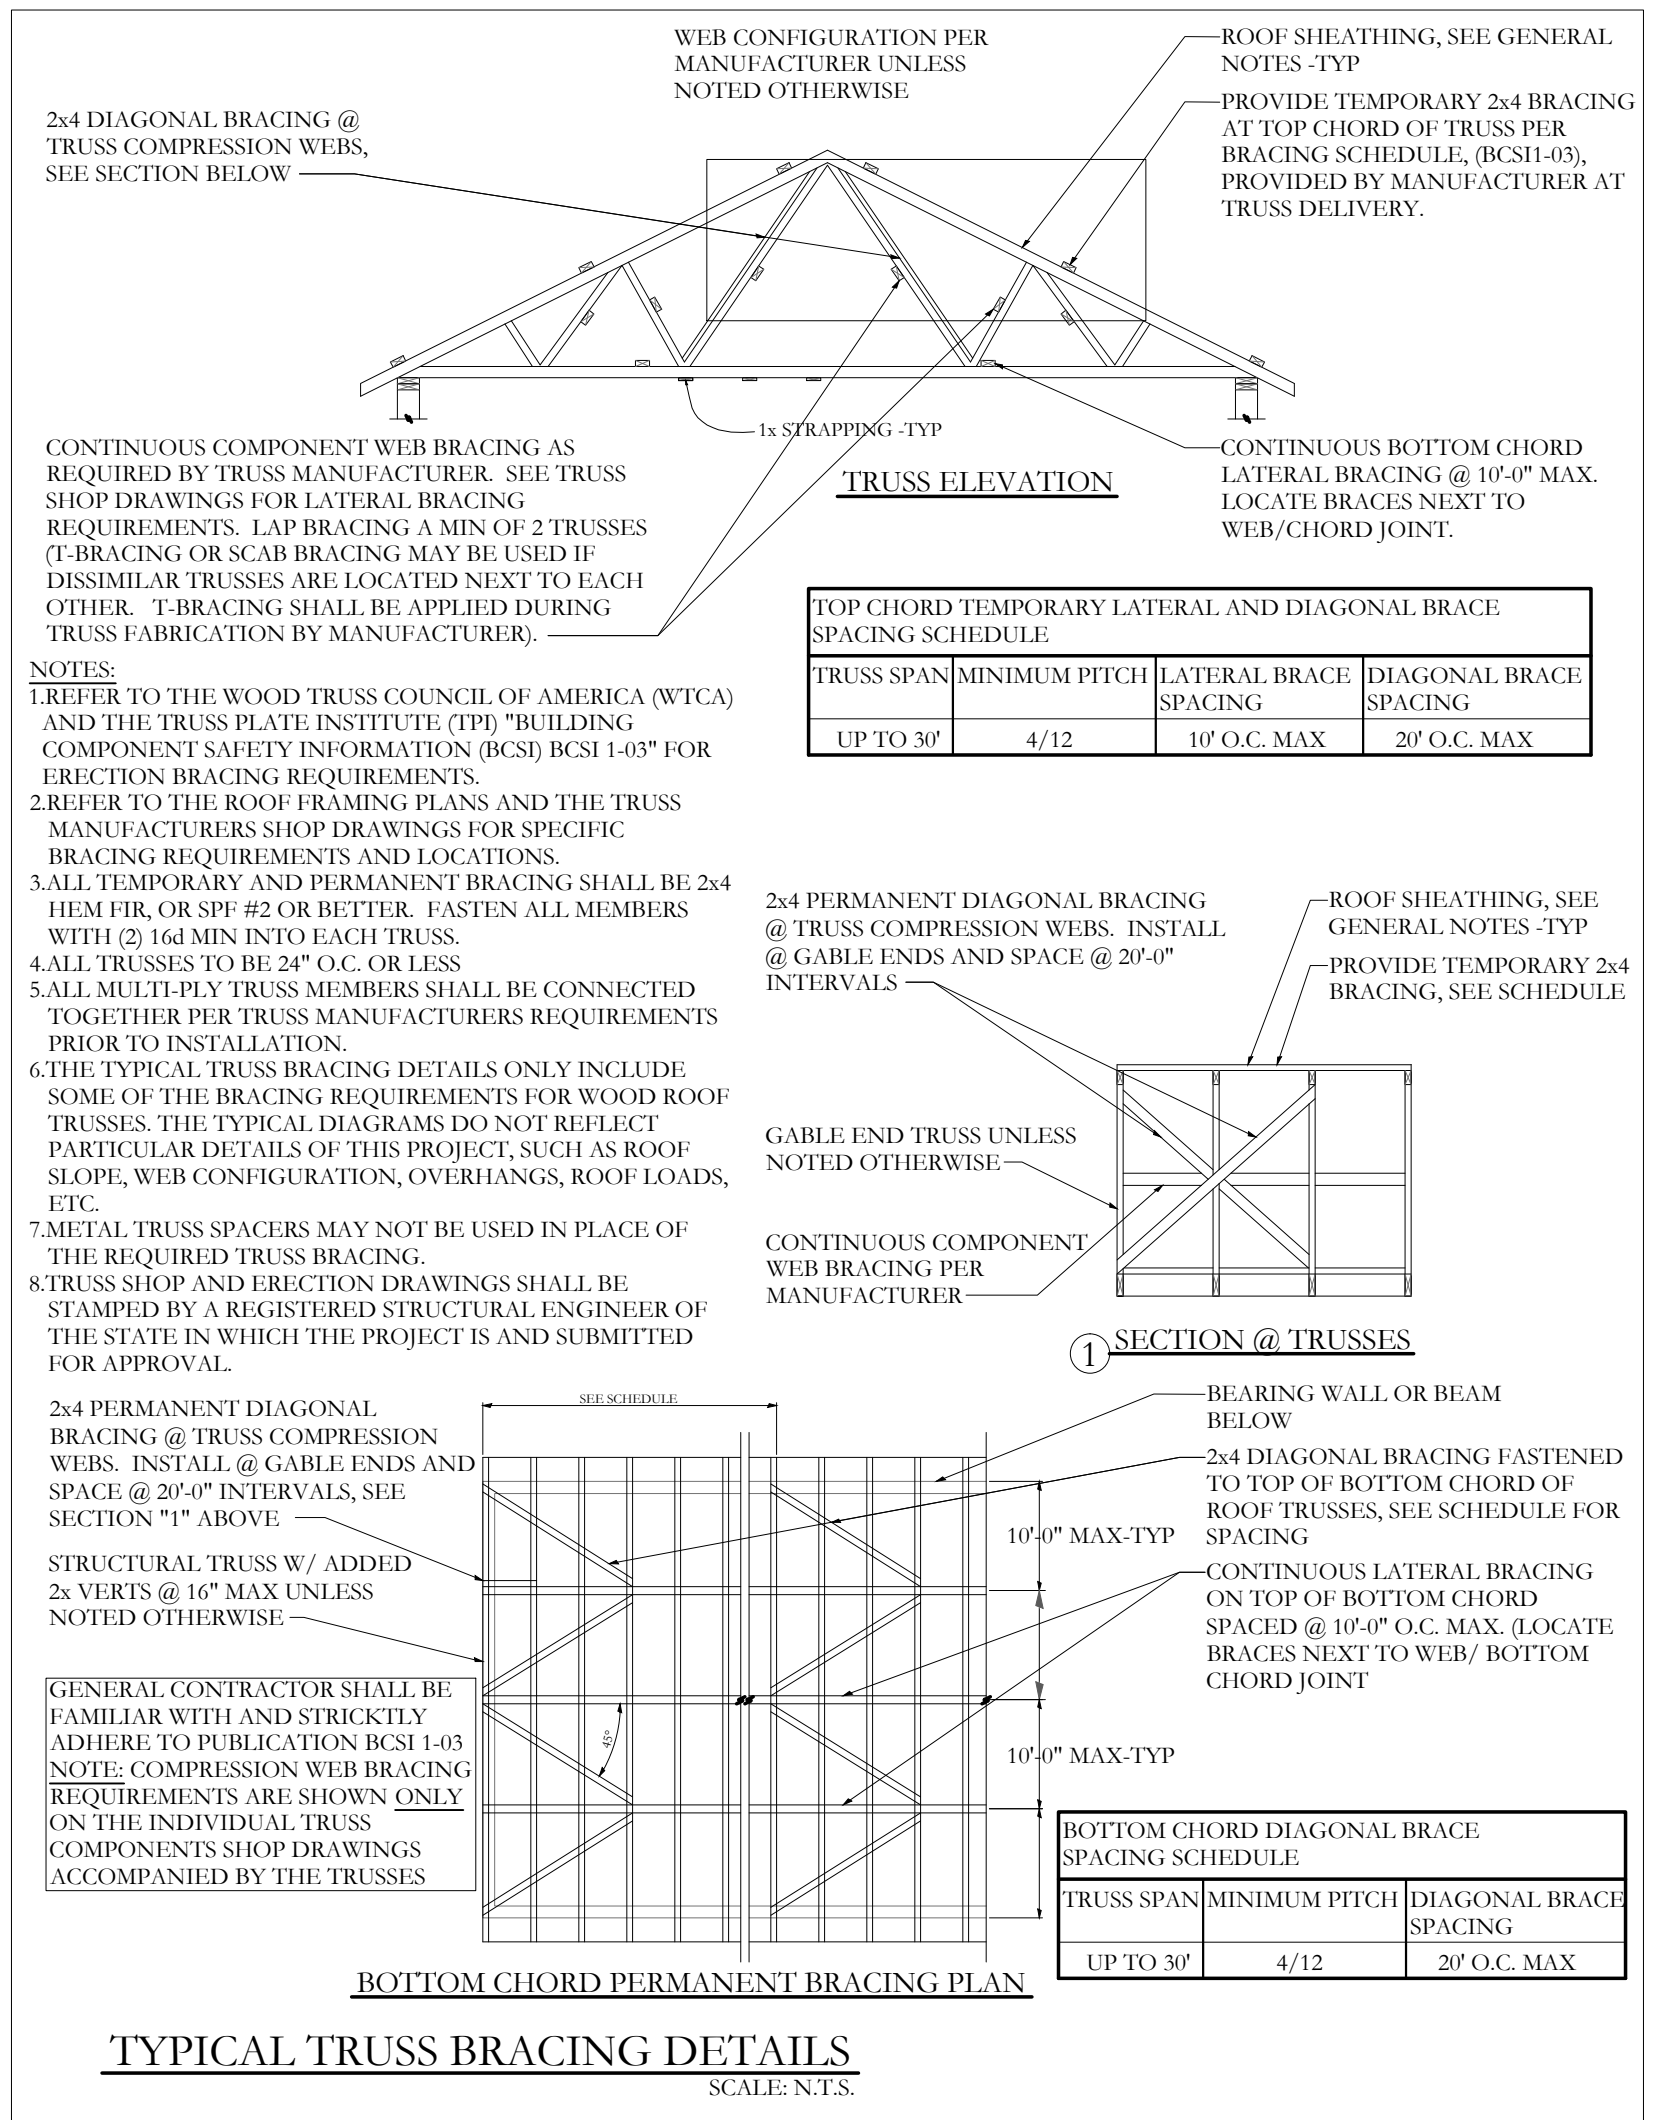 WEB CONFIGURATION PER
MANUFACTURER UNLESS
NOTED OTHERWISE
ROOF SHEATHING, SEE GENERAL
NOTES -TYP
2x4 DIAGONAL BRACING @
TRUSS COMPRESSION WEBS,
SEE SECTION BELOW
PROVIDE TEMPORARY 2x4 BRACING
AT TOP CHORD OF TRUSS PER
BRACING SCHEDULE, (BCSI1-03),
PROVIDED BY MANUFACTURER AT
TRUSS DELIVERY.
1x STRAPPING -TYP
TRUSS ELEVATION
CONTINUOUS BOTTOM CHORD
LATERAL BRACING @ 10'-0" MAX.
LOCATE BRACES NEXT TO
WEB/CHORD JOINT.
CONTINUOUS COMPONENT WEB BRACING AS
REQUIRED BY TRUSS MANUFACTURER. SEE TRUSS
SHOP DRAWINGS FOR LATERAL BRACING
REQUIREMENTS. LAP BRACING A MIN OF 2 TRUSSES
(T-BRACING OR SCAB BRACING MAY BE USED IF
DISSIMILAR TRUSSES ARE LOCATED NEXT TO EACH
OTHER. T-BRACING SHALL BE APPLIED DURING
TRUSS FABRICATION BY MANUFACTURER).
TOP CHORD TEMPORARY LATERAL AND DIAGONAL BRACE
SPACING SCHEDULE
TRUSS SPAN MINIMUM PITCH LATERAL BRACE SPACING DIAGONAL BRACE SPACING
UP TO 30' 4/12 10' O.C. MAX 20' O.C. MAX
NOTES:
1.REFER TO THE WOOD TRUSS COUNCIL OF AMERICA (WTCA)
AND THE TRUSS PLATE INSTITUTE (TPI) "BUILDING
COMPONENT SAFETY INFORMATION (BCSI) BCSI 1-03" FOR
ERECTION BRACING REQUIREMENTS.
2.REFER TO THE ROOF FRAMING PLANS AND THE TRUSS
MANUFACTURERS SHOP DRAWINGS FOR SPECIFIC
BRACING REQUIREMENTS AND LOCATIONS.
3.ALL TEMPORARY AND PERMANENT BRACING SHALL BE 2x4
HEM FIR, OR SPF #2 OR BETTER. FASTEN ALL MEMBERS
WITH (2) 16d MIN INTO EACH TRUSS.
4.ALL TRUSSES TO BE 24" O.C. OR LESS
5.ALL MULTI-PLY TRUSS MEMBERS SHALL BE CONNECTED
TOGETHER PER TRUSS MANUFACTURERS REQUIREMENTS
PRIOR TO INSTALLATION.
6.THE TYPICAL TRUSS BRACING DETAILS ONLY INCLUDE
SOME OF THE BRACING REQUIREMENTS FOR WOOD ROOF
TRUSSES. THE TYPICAL DIAGRAMS DO NOT REFLECT
PARTICULAR DETAILS OF THIS PROJECT, SUCH AS ROOF
SLOPE, WEB CONFIGURATION, OVERHANGS, ROOF LOADS,
ETC.
7.METAL TRUSS SPACERS MAY NOT BE USED IN PLACE OF
THE REQUIRED TRUSS BRACING.
8.TRUSS SHOP AND ERECTION DRAWINGS SHALL BE
STAMPED BY A REGISTERED STRUCTURAL ENGINEER OF
THE STATE IN WHICH THE PROJECT IS AND SUBMITTED
FOR APPROVAL.
2x4 PERMANENT DIAGONAL BRACING
@ TRUSS COMPRESSION WEBS. INSTALL
@ GABLE ENDS AND SPACE @ 20'-0"
INTERVALS
ROOF SHEATHING, SEE
GENERAL NOTES -TYP
PROVIDE TEMPORARY 2x4
BRACING, SEE SCHEDULE
GABLE END TRUSS UNLESS
NOTED OTHERWISE
CONTINUOUS COMPONENT
WEB BRACING PER
MANUFACTURER
1 SECTION @ TRUSSES
2x4 PERMANENT DIAGONAL
BRACING @ TRUSS COMPRESSION
WEBS. INSTALL @ GABLE ENDS AND
SPACE @ 20'-0" INTERVALS, SEE
SECTION "1" ABOVE
STRUCTURAL TRUSS W/ ADDED
2x VERTS @ 16" MAX UNLESS
NOTED OTHERWISE
GENERAL CONTRACTOR SHALL BE
FAMILIAR WITH AND STRICKTLY
ADHERE TO PUBLICATION BCSI 1-03
NOTE: COMPRESSION WEB BRACING
REQUIREMENTS ARE SHOWN ONLY
ON THE INDIVIDUAL TRUSS
COMPONENTS SHOP DRAWINGS
ACCOMPANIED BY THE TRUSSES
SEE SCHEDULE
45°
10'-0" MAX-TYP
10'-0" MAX-TYP
BEARING WALL OR BEAM
BELOW
2x4 DIAGONAL BRACING FASTENED
TO TOP OF BOTTOM CHORD OF
ROOF TRUSSES, SEE SCHEDULE FOR
SPACING
CONTINUOUS LATERAL BRACING
ON TOP OF BOTTOM CHORD
SPACED @ 10'-0" O.C. MAX. (LOCATE
BRACES NEXT TO WEB/ BOTTOM
CHORD JOINT
BOTTOM CHORD DIAGONAL BRACE
SPACING SCHEDULE
TRUSS SPAN MINIMUM PITCH DIAGONAL BRACE SPACING
UP TO 30' 4/12 20' O.C. MAX
BOTTOM CHORD PERMANENT BRACING PLAN
TYPICAL TRUSS BRACING DETAILS
SCALE: N.T.S.